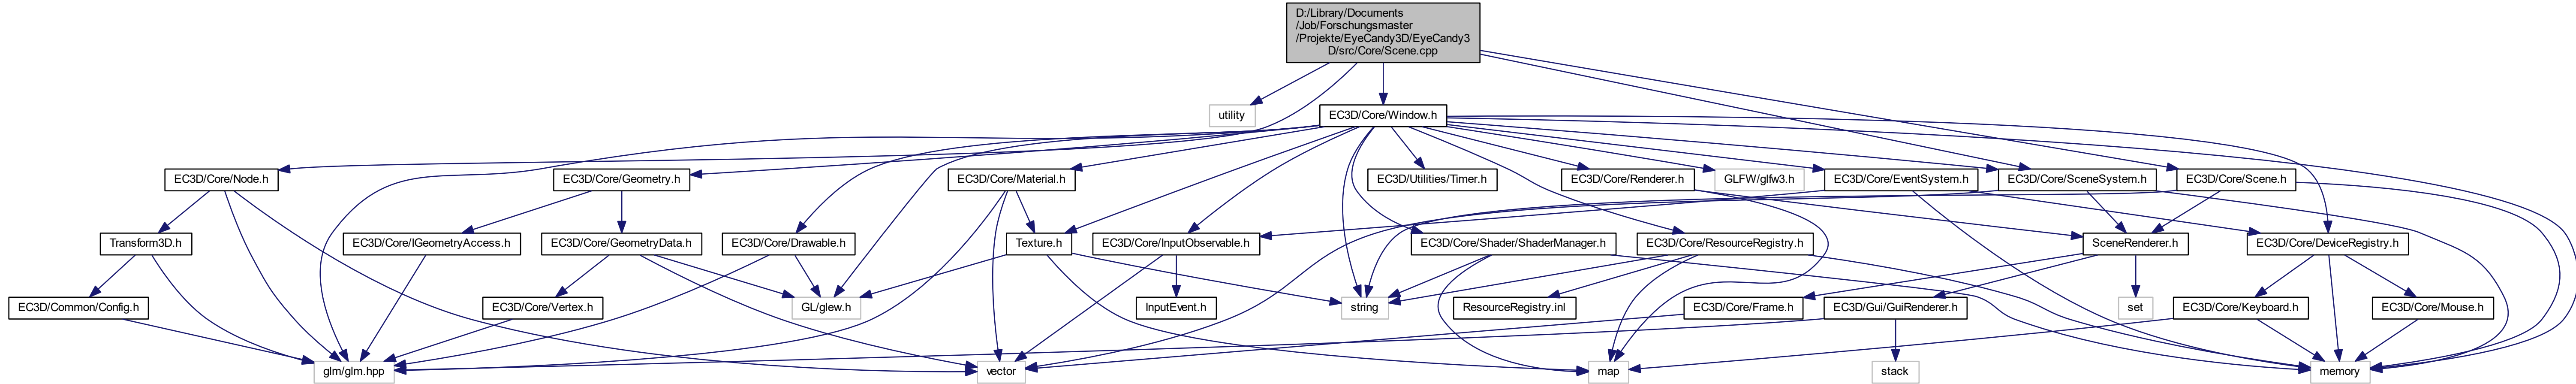 D:/Library/Documents
/Job/Forschungsmaster
/Projekte/EyeCandy3D/EyeCandy3
D/src/Core/Scene.cpp
utility
EC3D/Core/Window.h
EC3D/Core/Node.h
EC3D/Core/Geometry.h
EC3D/Core/Material.h
EC3D/Utilities/Timer.h
EC3D/Core/Renderer.h
GLFW/glfw3.h
EC3D/Core/EventSystem.h
EC3D/Core/SceneSystem.h
EC3D/Core/Scene.h
Transform3D.h
EC3D/Core/IGeometryAccess.h
EC3D/Core/GeometryData.h
EC3D/Core/Drawable.h
Texture.h
EC3D/Core/InputObservable.h
EC3D/Core/Shader/ShaderManager.h
EC3D/Core/ResourceRegistry.h
SceneRenderer.h
EC3D/Core/DeviceRegistry.h
EC3D/Common/Config.h
EC3D/Core/Vertex.h
GL/glew.h
InputEvent.h
string
ResourceRegistry.inl
EC3D/Core/Frame.h
EC3D/Gui/GuiRenderer.h
set
EC3D/Core/Keyboard.h
EC3D/Core/Mouse.h
glm/glm.hpp
vector
map
stack
memory